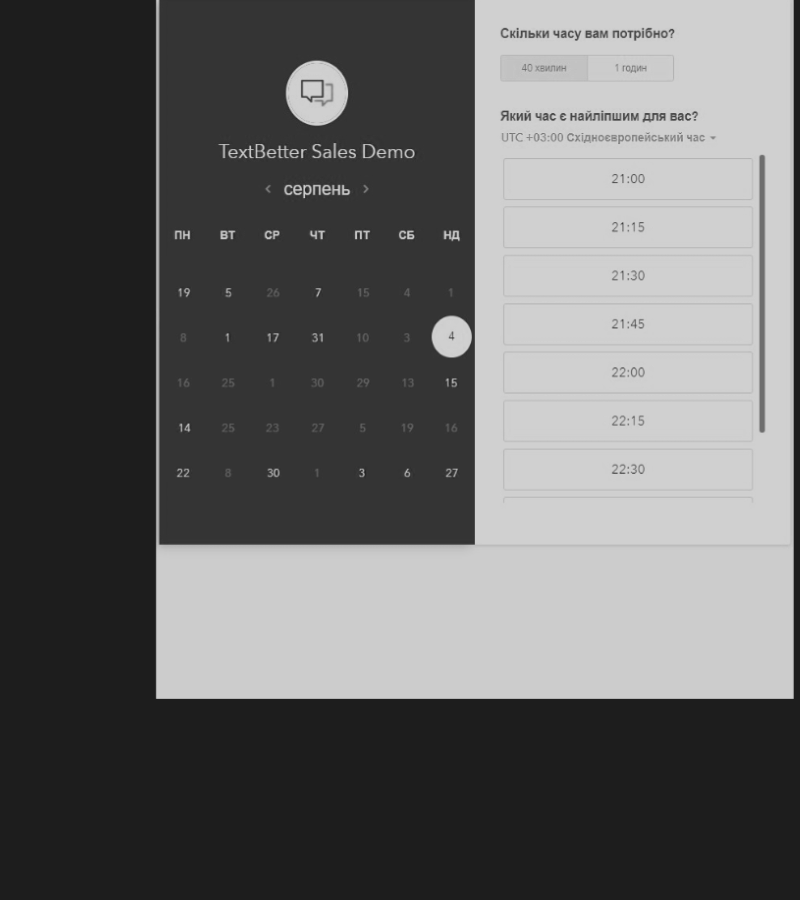 TextBetter Sales Demo
< серпень >
ПН ВТ СР ЧТ ПТ СБ НД
19 5 26 7 15 4 1
8 1 17 31 10 3 4
16 25 1 30 29 13 15
14 25 23 27 5 19 16
22 8 30 1 3 6 27
Скільки часу вам потрібно?
40 хвилин 1 годин
Який час є найліпшим для вас?
UTC +03:00 Східноєвропейський час
21:00
21:15
21:30
21:45
22:00
22:15
22:30